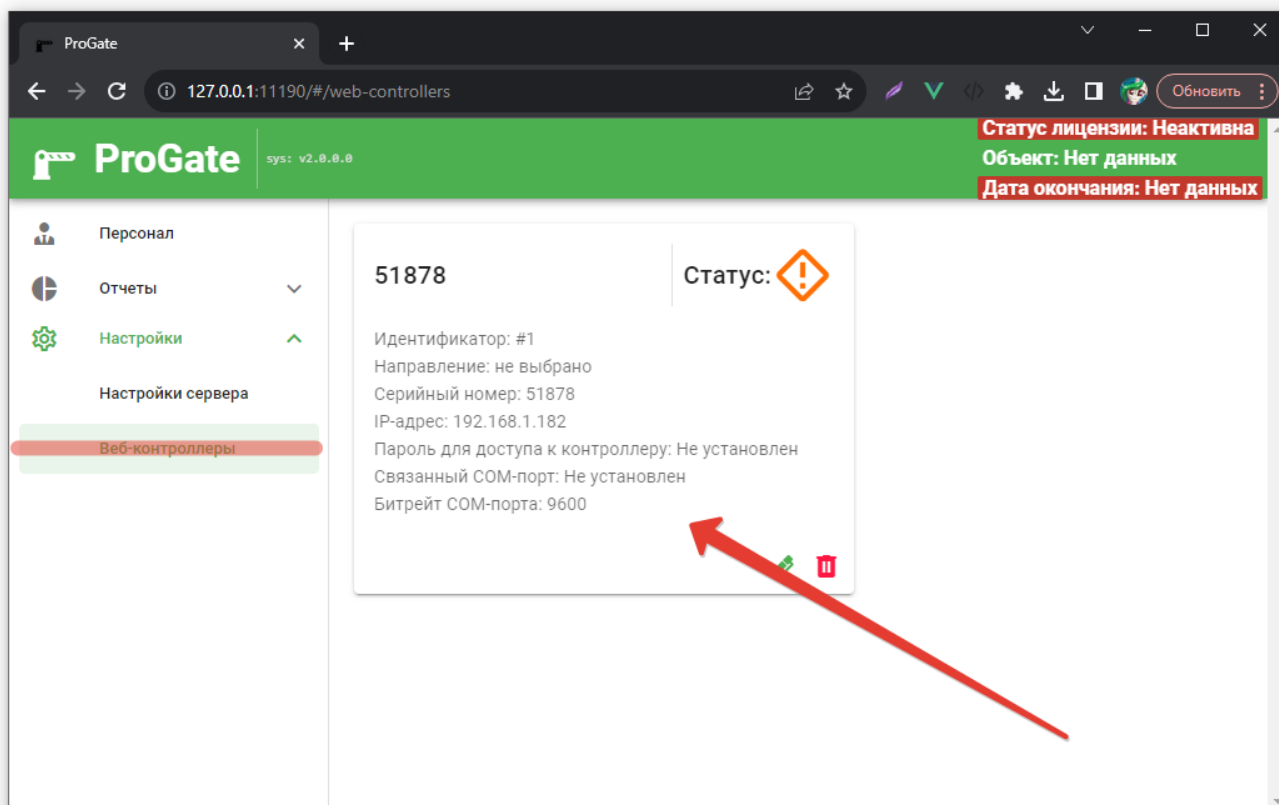 ProGate
127.0.0.1:11190/#/web-controllers
Обновить
ProGate
sys: v2.0.0.0
Статус лицензии: Неактивна
Объект: Нет данных
Дата окончания: Нет данных
Персонал
Отчеты
Настройки
Настройки сервера
Веб-контроллеры
51878
Статус:
Идентификатор: #1
Направление: не выбрано
Серийный номер: 51878
IP-адрес: 192.168.1.182
Пароль для доступа к контроллеру: Не установлен
Связанный COM-порт: Не установлен
Битрейт COM-порта: 9600